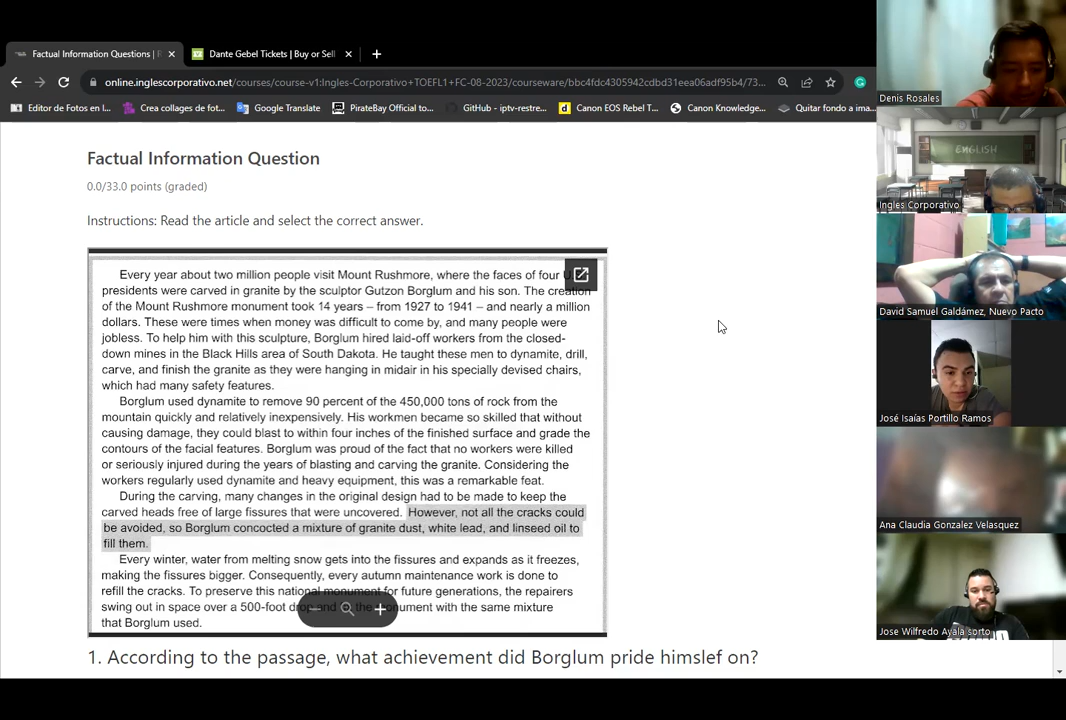 Factual Information Questions |
Dante Gebel Tickets | Buy or Sell
online.inglescorporativo.net/courses/course-v1:Ingles-Corporativo+TOEFL1+FC-08-2023/courseware/bbc4fdc4305942cdbd31eea06adf95b4/73...
Editor de Fotos en l...
Crea collages de fot...
Google Translate
PirateBay Official to...
GitHub - iptv-restre...
Canon EOS Rebel T...
Canon Knowledge...
Quitar fondo a ima...
Factual Information Question
0.0/33.0 points (graded)
Instructions: Read the article and select the correct answer.
Every year about two million people visit Mount Rushmore, where the faces of four
presidents were carved in granite by the sculptor Gutzon Borglum and his son. The creation
of the Mount Rushmore monument took 14 years – from 1927 to 1941 – and nearly a million
dollars. These were times when money was difficult to come by, and many people were
jobless. To help him with this sculpture, Borglum hired laid-off workers from the closed-
down mines in the Black Hills area of South Dakota. He taught these men to dynamite, drill,
carve, and finish the granite as they were hanging in midair in his specially devised chairs,
which had many safety features.
Borglum used dynamite to remove 90 percent of the 450,000 tons of rock from the
mountain quickly and relatively inexpensively. His workmen became so skilled that without
causing damage, they could blast to within four inches of the finished surface and grade the
contours of the facial features. Borglum was proud of the fact that no workers were killed
or seriously injured during the years of blasting and carving the granite. Considering the
workers regularly used dynamite and heavy equipment, this was a remarkable feat.
During the carving, many changes in the original design had to be made to keep the
carved heads free of large fissures that were uncovered. However, not all the cracks could
be avoided, so Borglum concocted a mixture of granite dust, white lead, and linseed oil to
fill them.
Every winter, water from melting snow gets into the fissures and expands as it freezes,
making the fissures bigger. Consequently, every autumn maintenance work is done to
refill the cracks. To preserve this national monument for future generations, the repairers
swing out in space over a 500-foot drop monument with the same mixture
that Borglum used.
1. According to the passage, what achievement did Borglum pride himslef on?
Denis Rosales
ENGLISH
Ingles Corporativo
David Samuel Galdámez, Nuevo Pacto
José Isaías Portillo Ramos
Ana Claudia Gonzalez Velasquez
Jose Wilfredo Ayala sorto